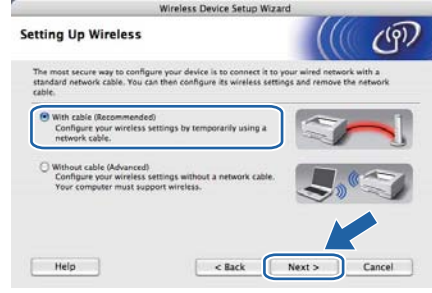 Wireless Device Setup Wizard
Setting Up Wireless
The most secure way to configure your device is to connect it to your wired network with a
standard network cable. You can then configure its wireless settings and remove the network
cable.
With cable (Recommended)
Configure your wireless settings by temporarily using a
network cable.
Without cable (Advanced)
Configure your wireless settings without a network cable.
Your computer must support wireless.
Help
< Back
Next >
Cancel